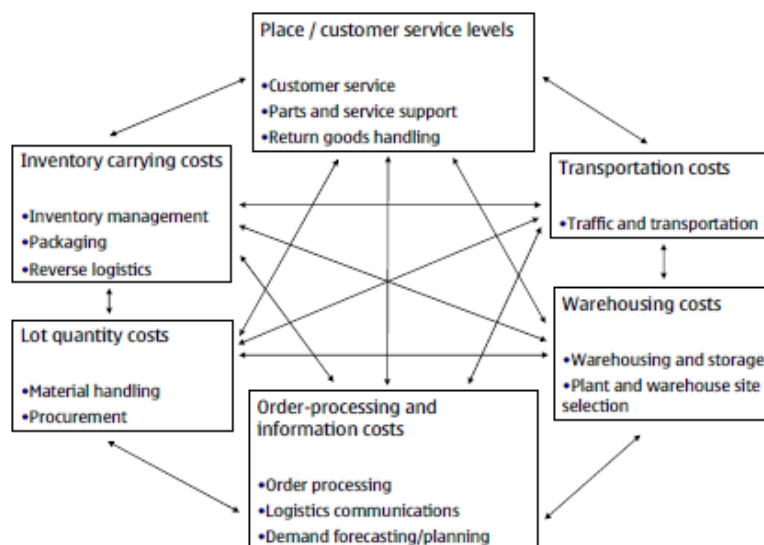 Place / customer service levels
•Customer service
•Parts and service support
•Return goods handling
Inventory carrying costs
•Inventory management
•Packaging
•Reverse logistics
Transportation costs
•Traffic and transportation
Lot quantity costs
•Material handling
•Procurement
Warehousing costs
•Warehousing and storage
•Plant and warehouse site
selection
Order-processing and
information costs
•Order processing
•Logistics communications
•Demand forecasting/planning